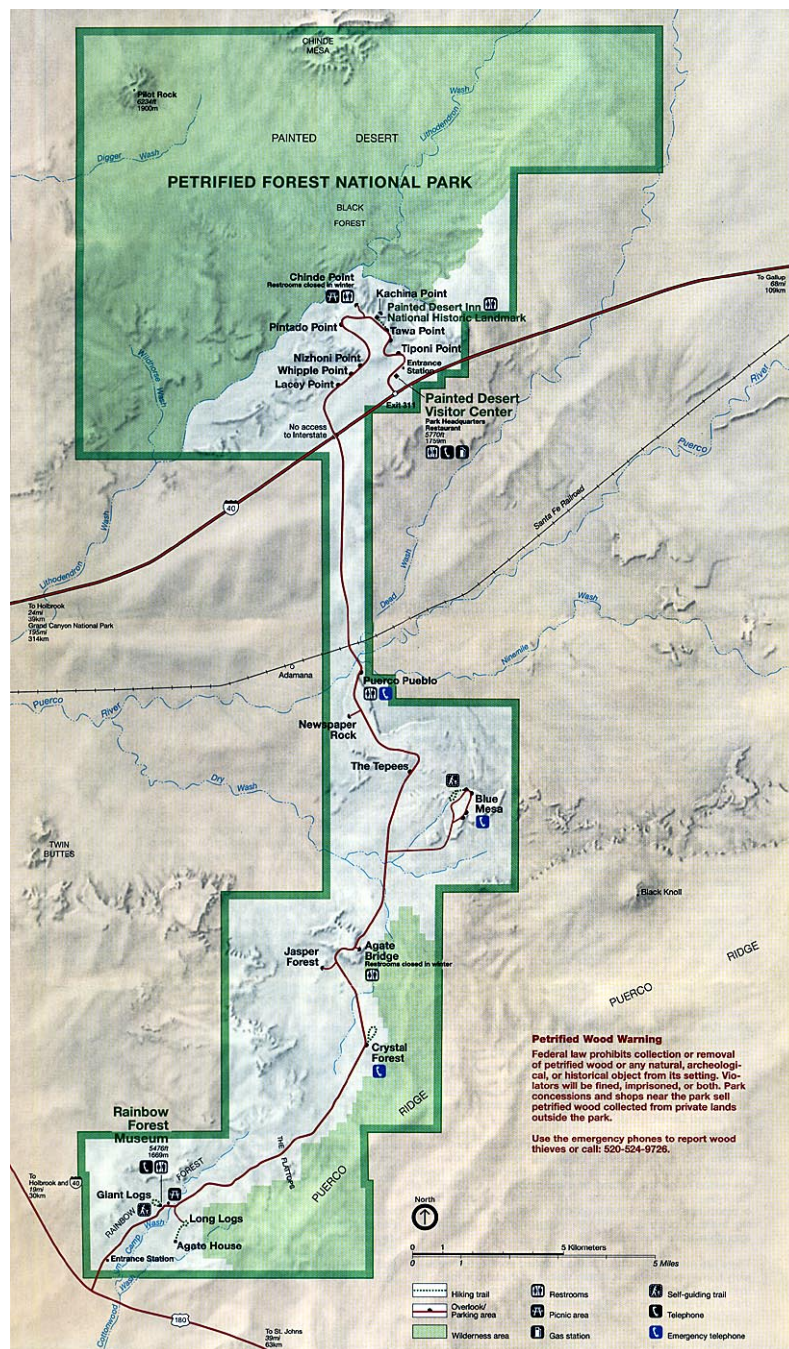 CHINDE
MESA
Pilot Rock
6234ft
1900m
Lithodendron
Wash
PAINTED DESERT
Digger Wash
PETRIFIED FOREST NATIONAL PARK
BLACK
FOREST
To Gallup
68mi
109km
Chinde Point
Restrooms closed in winter
Kachina Point
Painted Desert Inn
National Historic Landmark
Pintado Point
Tawa Point
Tiponi Point
Nizhoni Point
Whipple Point
Lacey Point
Entrance
Station
Wildhorse Wash
Exit 311
Painted Desert
Visitor Center
Park Headquarters
Restaurant
5770ft
1759m
No access
to Interstate
River
Puerco
40
Santa Fe Railroad
Wash
Lithodendron
Wash
Dead
To Holbrook
24mi
39km
Grand Canyon National Park
195mi
314km
Wash
Ninemile
Adamana
Puerco Pueblo
Puerco
River
Newspaper
Rock
The Tepees
Dry
Wash
Blue
Mesa
TWIN
BUTTES
Black Knoll
Jasper
Forest
Agate
Bridge
Restrooms closed in winter
RIDGE
PUERCO
Crystal
Forest
Petrified Wood Warning
Federal law prohibits collection or removal
of petrified wood or any natural, archeologi-
cal, or historical object from its setting. Vio-
lators will be fined, imprisoned, or both. Park
concessions and shops near the park sell
petrified wood collected from private lands
outside the park.
Use the emergency phones to report wood
thieves or call: 520-524-9726.
RIDGE
PUERCO
Rainbow
Forest
Museum
5476ft
1669m
THE
FLATTOPS
To
Holbrook and 40
19mi
30km
Giant Logs
RAINBOW
FOREST
Long Logs
Agate House
Camp Wash
Entrance Station
Cottonwood
Wash
180
To St. Johns
39mi
63km
North
0 1 5 Kilometers
0 1 5 Miles
Hiking trail
Restrooms
Self-guiding trail
Overlook/
Parking area
Picnic area
Telephone
Wilderness area
Gas station
Emergency telephone